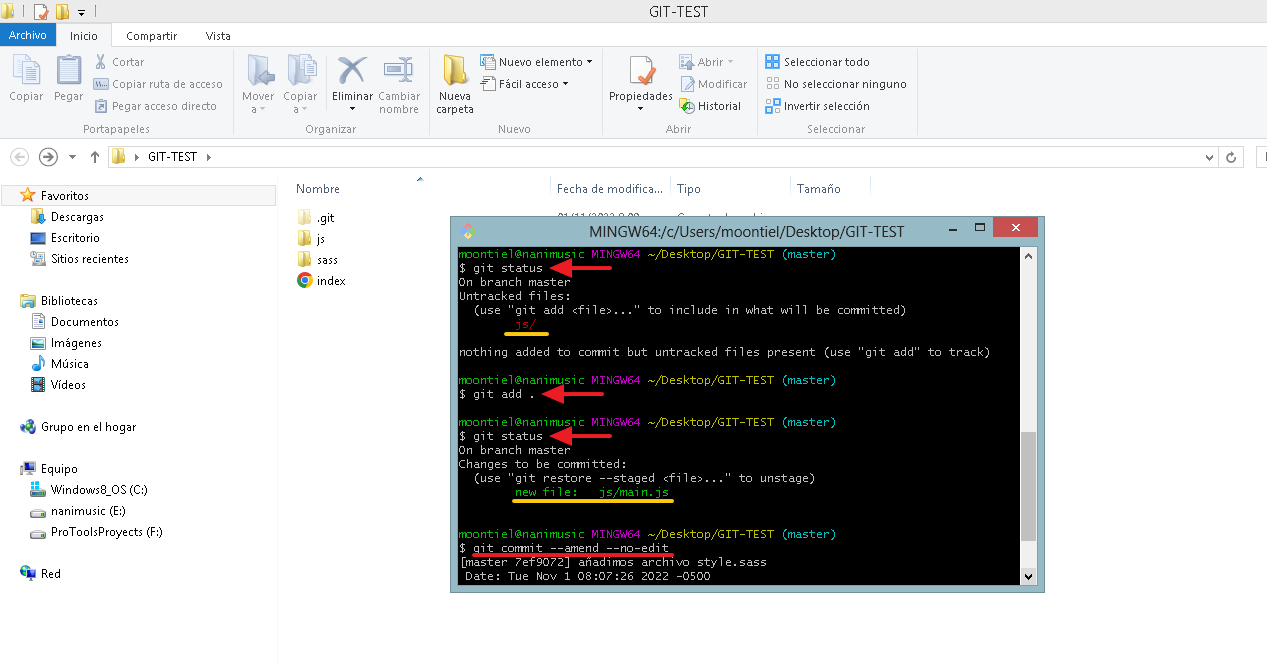 GIT-TEST
Archivo Inicio Compartir Vista
Copiar
Pegar
Cortar
Copiar ruta de acceso
Pegar acceso directo
Portapapeles
Mover a
Copiar a
Eliminar
Cambiar nombre
Organizar
Nueva carpeta
Nuevo elemento
Fácil acceso
Nuevo
Propiedades
Abrir
Modificar
Historial
Abrir
Seleccionar todo
No seleccionar ninguno
Invertir selección
Seleccionar
GIT-TEST
Favoritos
Descargas
Escritorio
Sitios recientes
Bibliotecas
Documentos
Imágenes
Música
Vídeos
Grupo en el hogar
Equipo
Windows8_OS (C:)
nanimusic (E:)
ProToolsProyects (F:)
Red
Nombre Fecha de modifica... Tipo Tamaño
.git
js
sass
index
MINGW64:/c/Users/moontiel/Desktop/GIT-TEST
moontiel@nanimusic MINGW64 ~/Desktop/GIT-TEST (master)
$ git status
On branch master
Untracked files:
(use "git add <file>..." to include in what will be committed)
js/
nothing added to commit but untracked files present (use "git add" to track)
moontiel@nanimusic MINGW64 ~/Desktop/GIT-TEST (master)
$ git add .
moontiel@nanimusic MINGW64 ~/Desktop/GIT-TEST (master)
$ git status
On branch master
Changes to be committed:
(use "git restore --staged <file>..." to unstage)
new file: js/main.js
moontiel@nanimusic MINGW64 ~/Desktop/GIT-TEST (master)
$ git commit --amend --no-edit
[master 7ef9072] añadimos archivo style.sass
Date: Tue Nov 1 08:07:26 2022 -0500